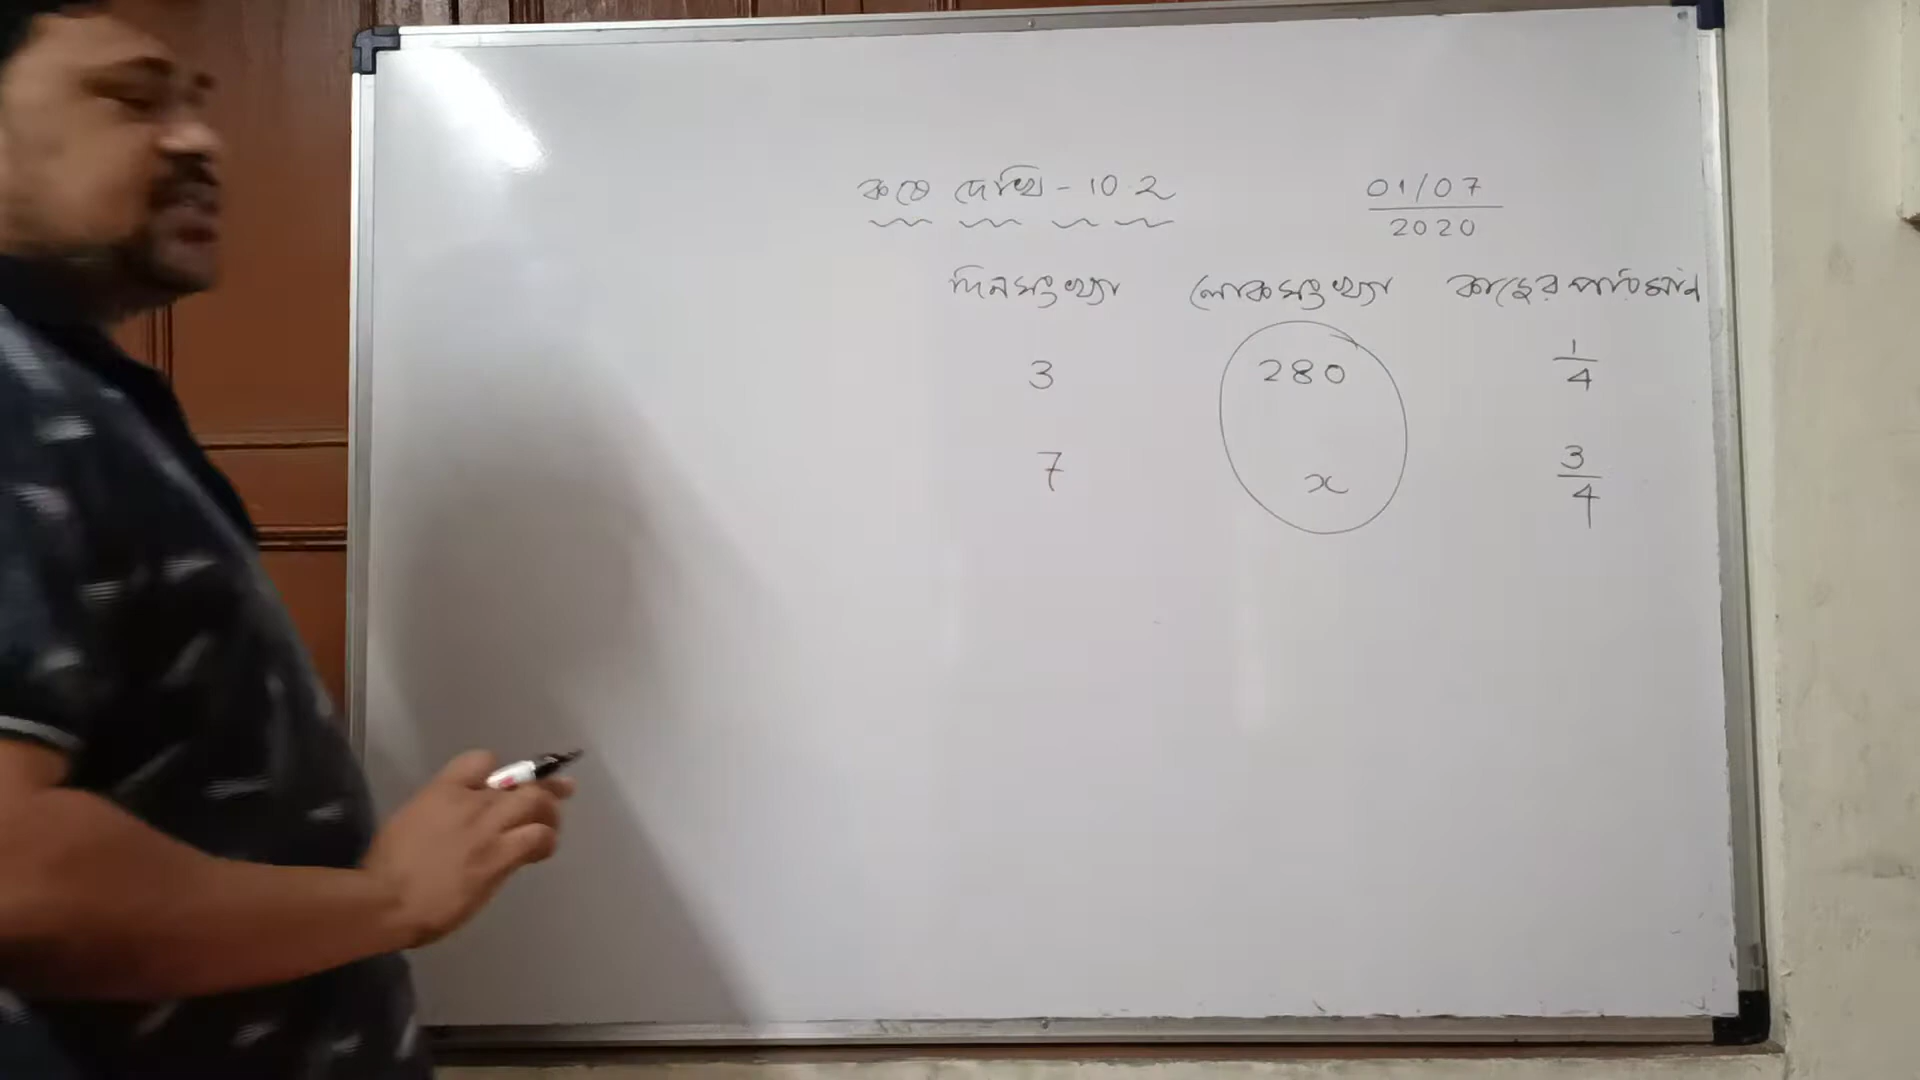 কষে দেখি - 10.2
01/07
2020
দিনসংখ্যা লোকসংখ্যা কাজের পরিমান
3 280 1/4
7 x 3/4